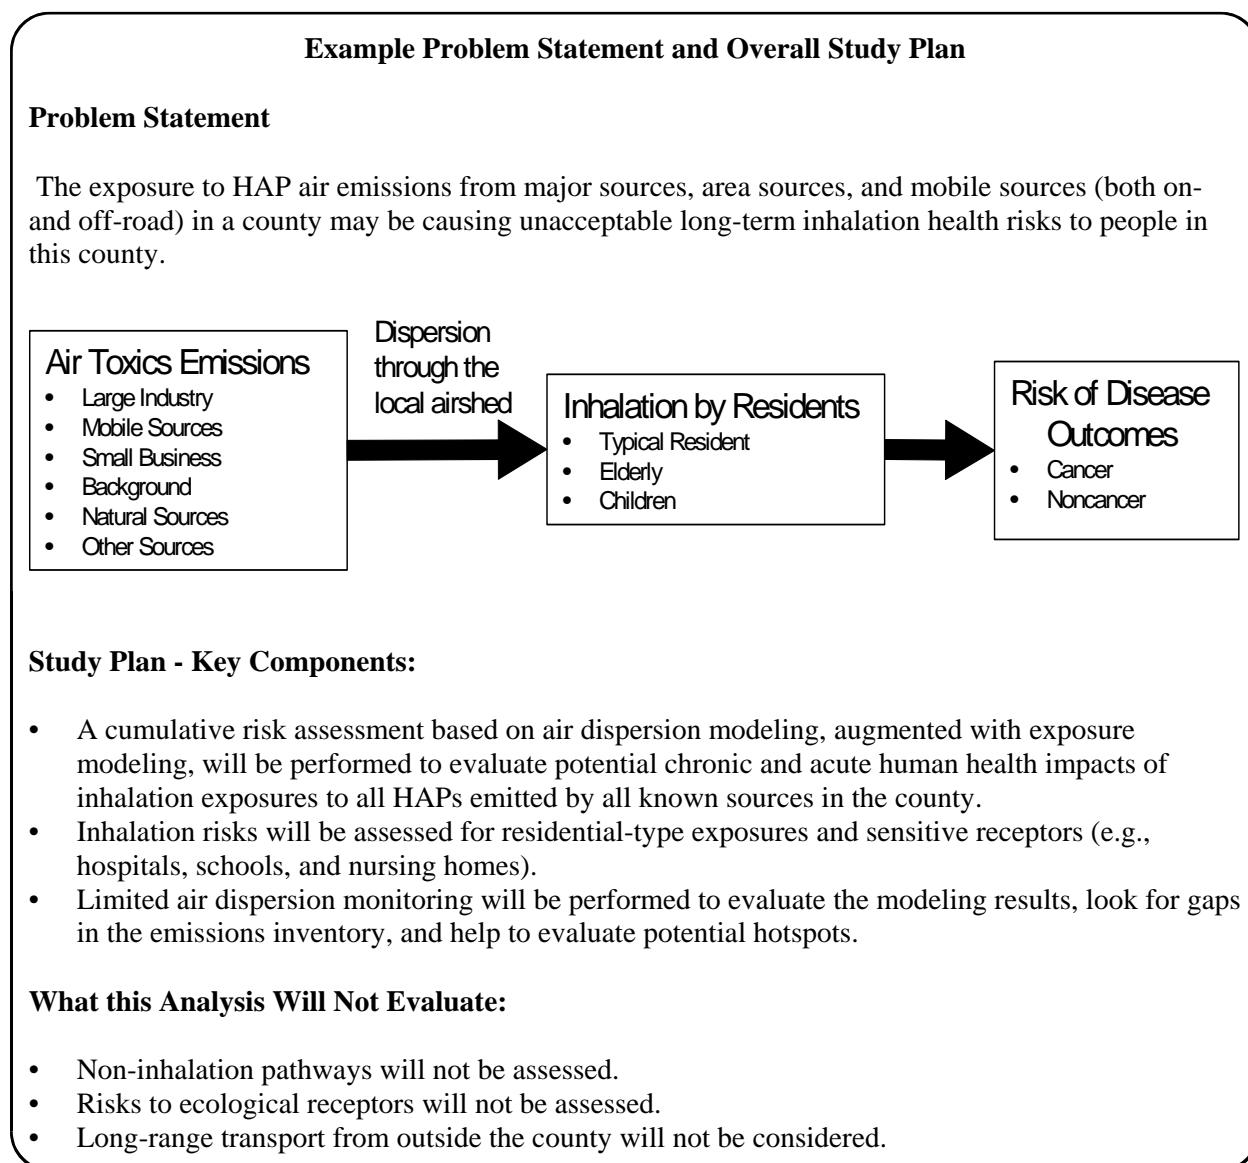 Example Problem Statement and Overall Study Plan
Problem Statement
The exposure to HAP air emissions from major sources, area sources, and mobile sources (both on-
and off-road) in a county may be causing unacceptable long-term inhalation health risks to people in
this county.
Air Toxics Emissions
• Large Industry
• Mobile Sources
• Small Business
• Background
• Natural Sources
• Other Sources
Dispersion
through the
local airshed
Inhalation by Residents
• Typical Resident
• Elderly
• Children
Risk of Disease
Outcomes
• Cancer
• Noncancer
Study Plan - Key Components:
• A cumulative risk assessment based on air dispersion modeling, augmented with exposure
modeling, will be performed to evaluate potential chronic and acute human health impacts of
inhalation exposures to all HAPs emitted by all known sources in the county.
• Inhalation risks will be assessed for residential-type exposures and sensitive receptors (e.g.,
hospitals, schools, and nursing homes).
• Limited air dispersion monitoring will be performed to evaluate the modeling results, look for gaps
in the emissions inventory, and help to evaluate potential hotspots.
What this Analysis Will Not Evaluate:
• Non-inhalation pathways will not be assessed.
• Risks to ecological receptors will not be assessed.
• Long-range transport from outside the county will not be considered.